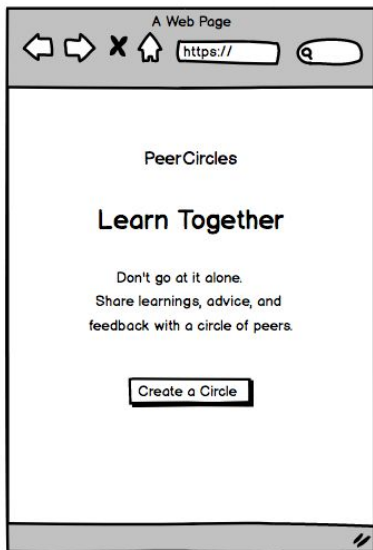 A Web Page
https://
PeerCircles
Learn Together
Don't go at it alone.
Share learnings, advice, and
feedback with a circle of peers.
Create a Circle